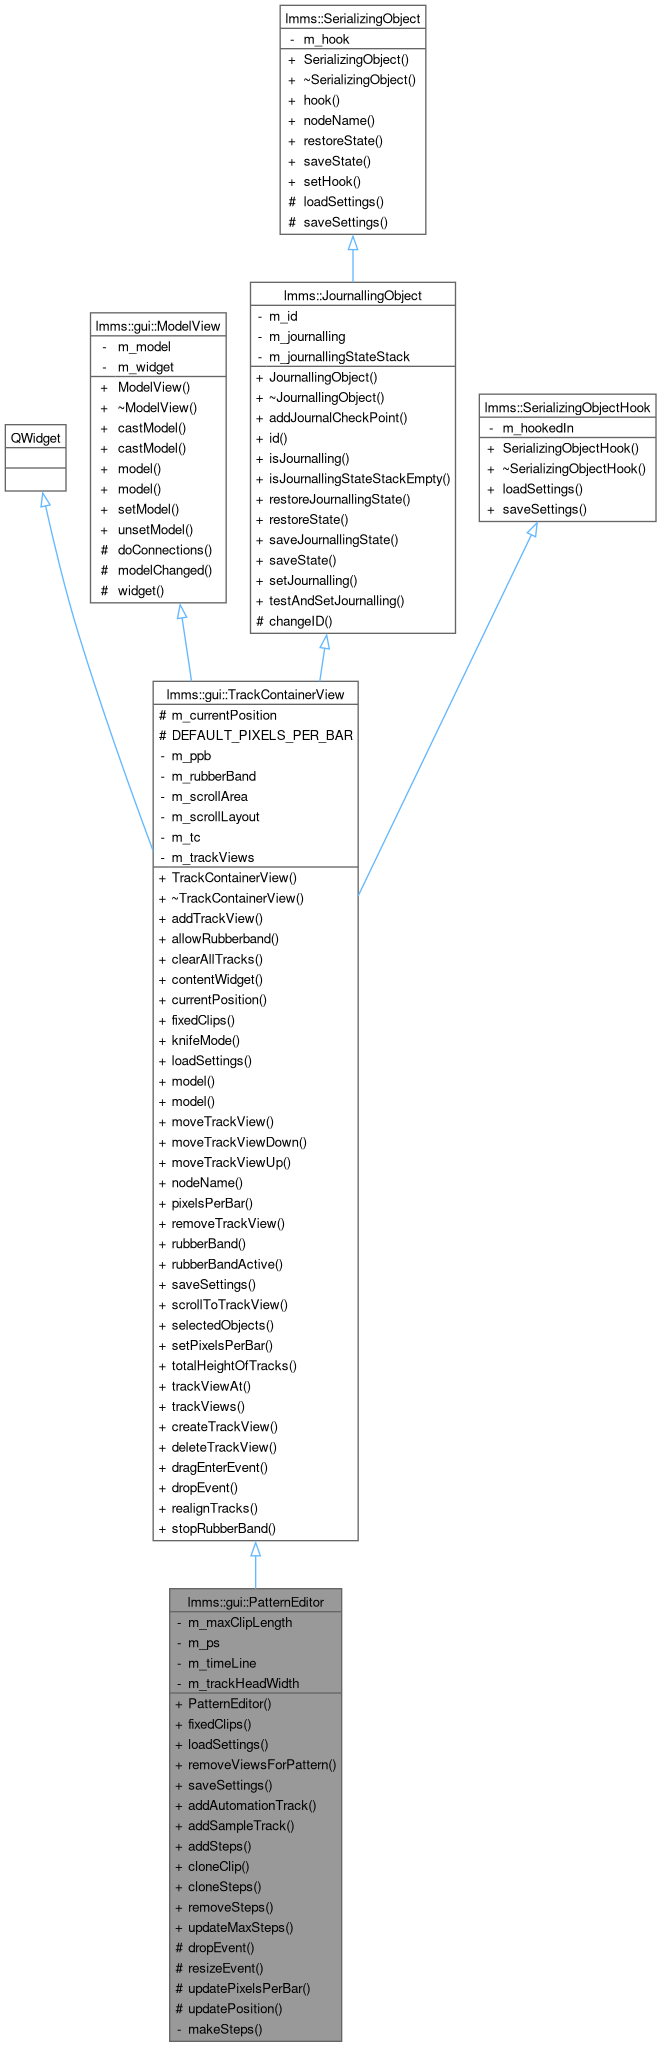 lmms::SerializingObject
- m_hook
+ SerializingObject()
+ ~SerializingObject()
+ hook()
+ nodeName()
+ restoreState()
+ saveState()
+ setHook()
# loadSettings()
# saveSettings()
lmms::JournallingObject
- m_id
- m_journalling
- m_journallingStateStack
+ JournallingObject()
+ ~JournallingObject()
+ addJournalCheckPoint()
+ id()
+ isJournalling()
+ isJournallingStateStackEmpty()
+ restoreJournallingState()
+ restoreState()
+ saveJournallingState()
+ saveState()
+ setJournalling()
+ testAndSetJournalling()
# changeID()
lmms::gui::ModelView
- m_model
- m_widget
+ ModelView()
+ ~ModelView()
+ castModel()
+ castModel()
+ model()
+ model()
+ setModel()
+ unsetModel()
# doConnections()
# modelChanged()
# widget()
QWidget
lmms::SerializingObjectHook
- m_hookedIn
+ SerializingObjectHook()
+ ~SerializingObjectHook()
+ loadSettings()
+ saveSettings()
lmms::gui::TrackContainerView
# m_currentPosition
# DEFAULT_PIXELS_PER_BAR
- m_ppb
- m_rubberBand
- m_scrollArea
- m_scrollLayout
- m_tc
- m_trackViews
+ TrackContainerView()
+ ~TrackContainerView()
+ addTrackView()
+ allowRubberband()
+ clearAllTracks()
+ contentWidget()
+ currentPosition()
+ fixedClips()
+ knifeMode()
+ loadSettings()
+ model()
+ model()
+ moveTrackView()
+ moveTrackViewDown()
+ moveTrackViewUp()
+ nodeName()
+ pixelsPerBar()
+ removeTrackView()
+ rubberBand()
+ rubberBandActive()
+ saveSettings()
+ scrollToTrackView()
+ selectedObjects()
+ setPixelsPerBar()
+ totalHeightOfTracks()
+ trackViewAt()
+ trackViews()
+ createTrackView()
+ deleteTrackView()
+ dragEnterEvent()
+ dropEvent()
+ realignTracks()
+ stopRubberBand()
lmms::gui::PatternEditor
- m_maxClipLength
- m_ps
- m_timeLine
- m_trackHeadWidth
+ PatternEditor()
+ fixedClips()
+ loadSettings()
+ removeViewsForPattern()
+ saveSettings()
+ addAutomationTrack()
+ addSampleTrack()
+ addSteps()
+ cloneClip()
+ cloneSteps()
+ removeSteps()
+ updateMaxSteps()
# dropEvent()
# resizeEvent()
# updatePixelsPerBar()
# updatePosition()
- makeSteps()